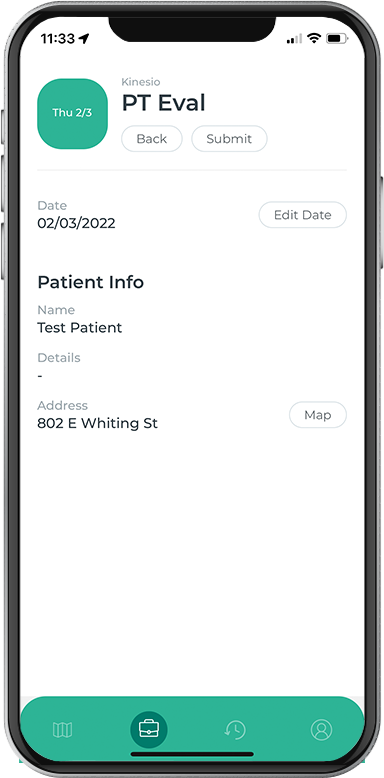 11:33
Thu 2/3
Kinesio
PT Eval
Back
Submit
Date
02/03/2022
Edit Date
Patient Info
Name
Test Patient
Details
-
Address
802 E Whiting St
Map